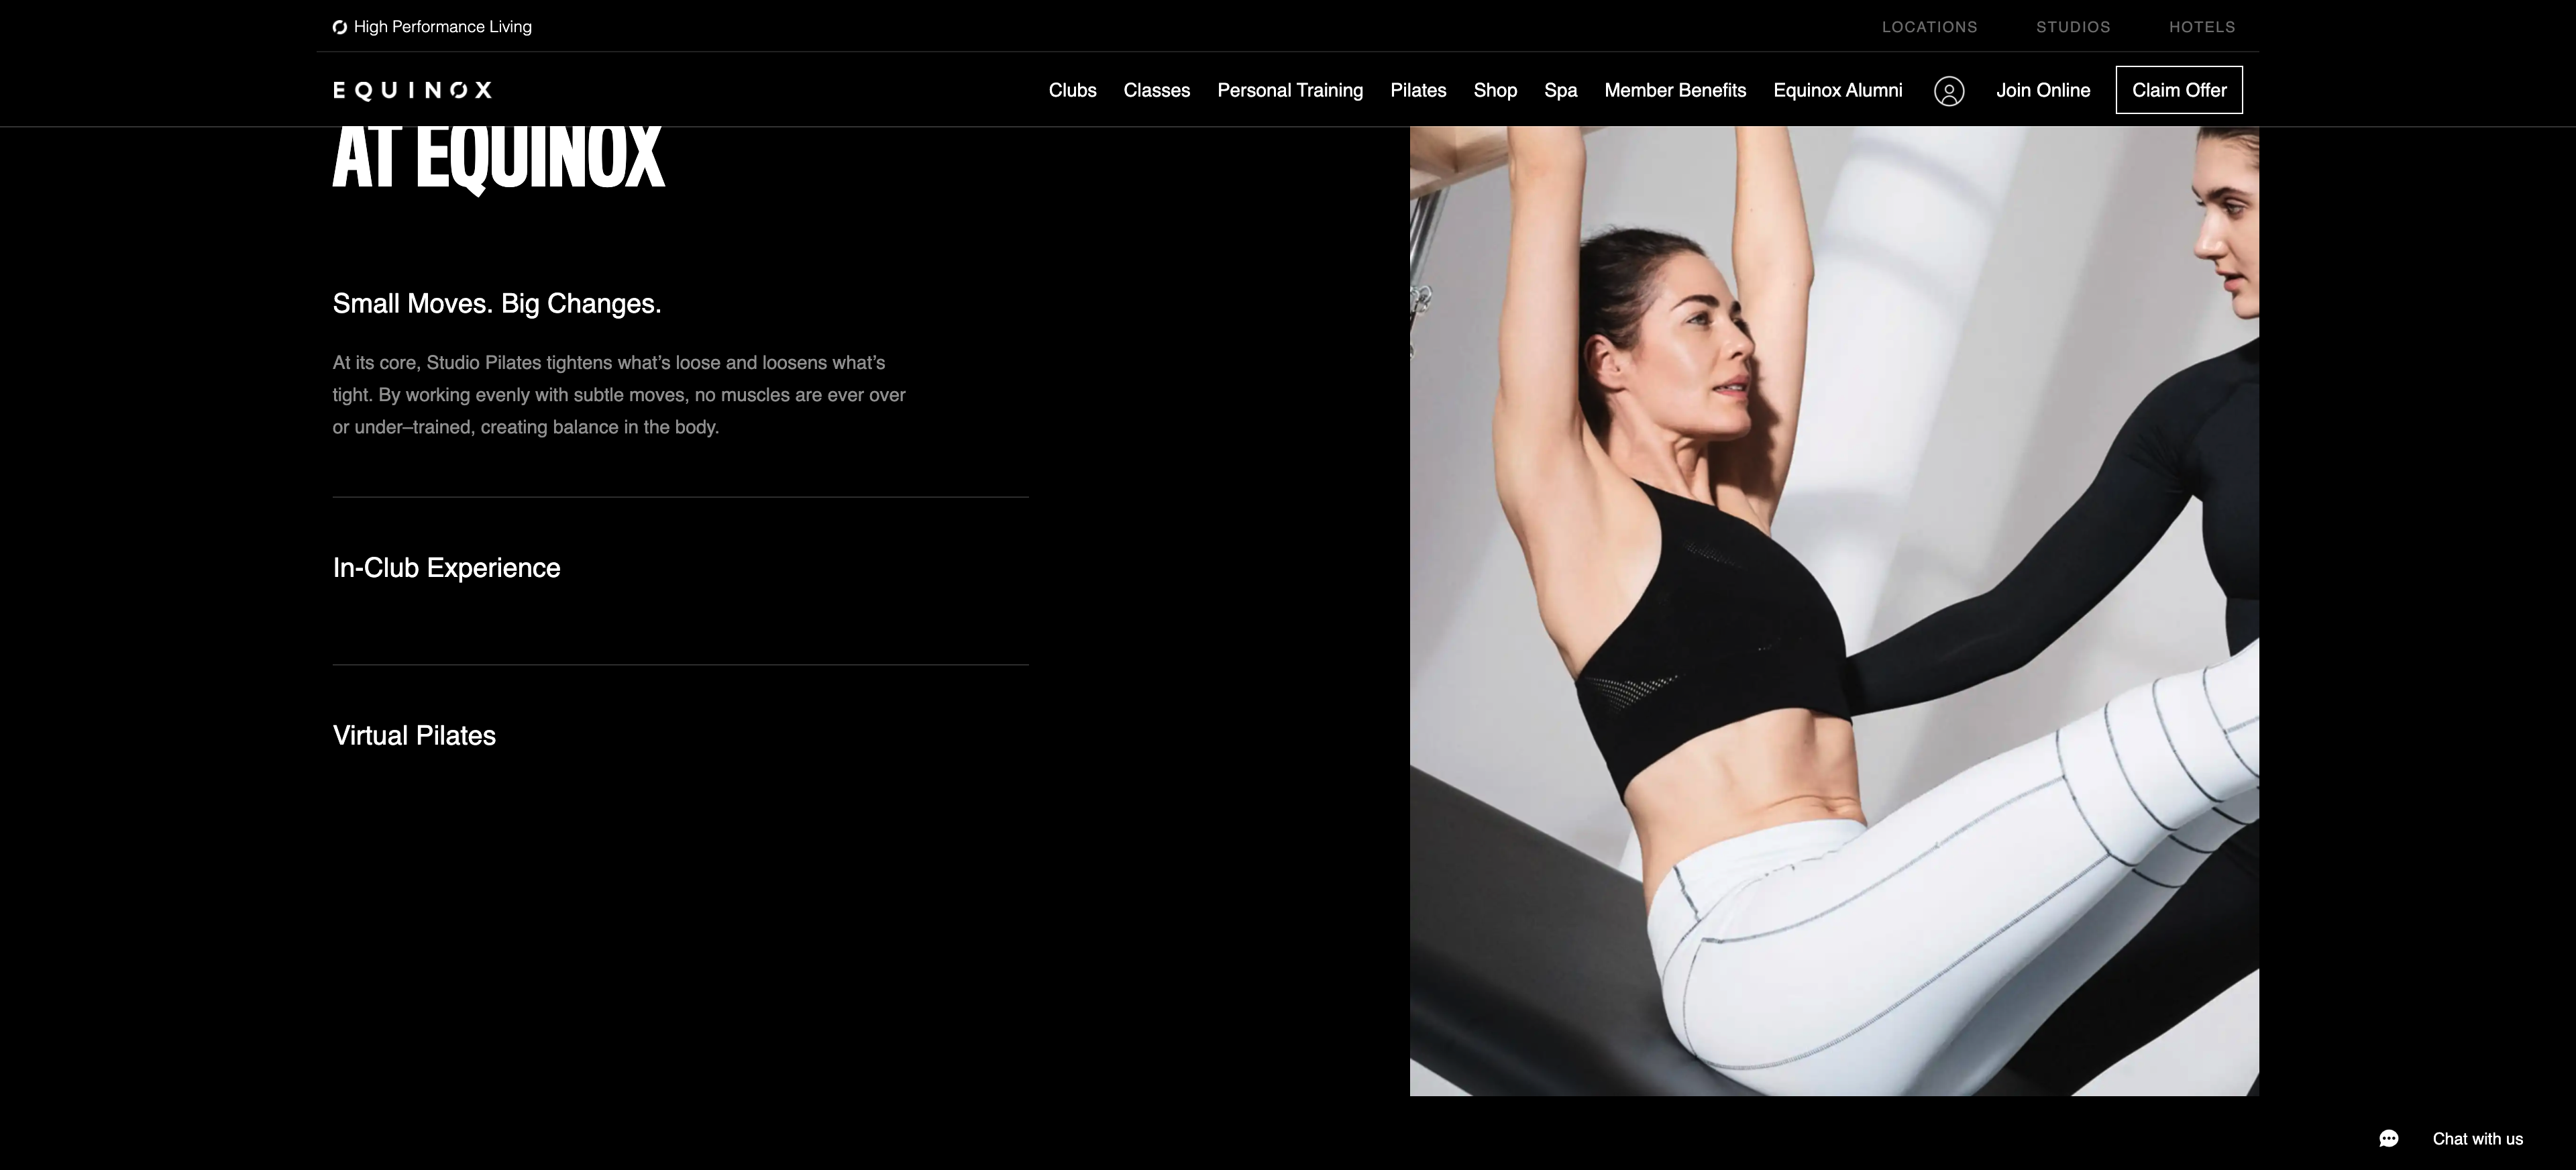 High Performance Living
LOCATIONS STUDIOS HOTELS
EQUINOX
Clubs Classes Personal Training Pilates Shop Spa Member Benefits Equinox Alumni Join Online Claim Offer
AT EQUINOX
Small Moves. Big Changes.
At its core, Studio Pilates tightens what’s loose and loosens what’s
tight. By working evenly with subtle moves, no muscles are ever over
or under–trained, creating balance in the body.
In-Club Experience
Virtual Pilates
Chat with us